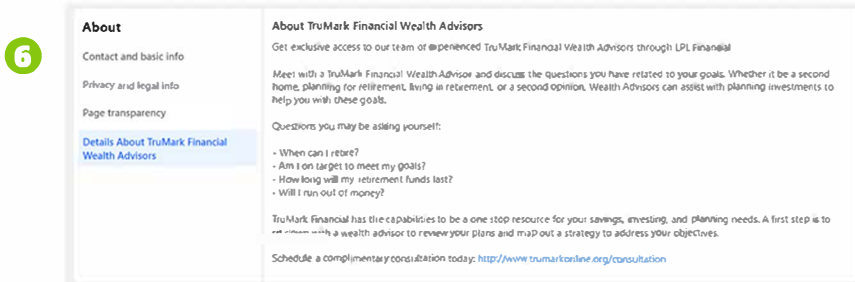 6
About
Contact and basic info
Privacy and legal info
Page transparency
Details About TruMark Financial
Wealth Advisors
About TruMark Financial Wealth Advisors
Get exclusive access to our team of experienced TruMark Financial Wealth Advisors through LPL Financial
Meet with a TruMark Financial Wealth Advisor and discuss the questions you have related to your goals. Whether it be a second
home, planning for retirement, living in retirement, or a second opinion, Wealth Advisors can assist with planning investments to
help you with these goals.
Questions you may be asking yourself:
- When can I retire?
- Am I on target to meet my goals?
- How long will my retirement funds last?
- Will I run out of money?
TruMark Financial has the capabilities to be a one stop resource for your savings, investing, and planning needs. A first step is to
with a wealth advisor to review your plans and map out a strategy to address your objectives.
Schedule a complimentary consultation today: http://www.trumarkonline.org/consultation